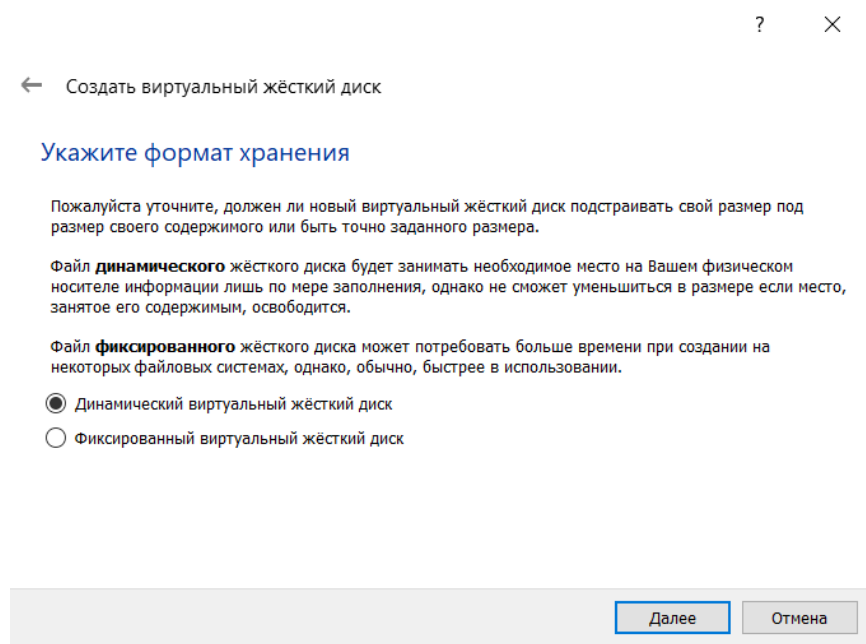 ?
Создать виртуальный жёсткий диск
Укажите формат хранения
Пожалуйста уточните, должен ли новый виртуальный жёсткий диск подстраивать свой размер под
размер своего содержимого или быть точно заданного размера.
Файл динамического жёсткого диска будет занимать необходимое место на Вашем физическом
носителе информации лишь по мере заполнения, однако не сможет уменьшиться в размере если место,
занятое его содержимым, освободится.
Файл фиксированного жёсткого диска может потребовать больше времени при создании на
некоторых файловых системах, однако, обычно, быстрее в использовании.
Динамический виртуальный жёсткий диск
Фиксированный виртуальный жёсткий диск
Далее
Отмена